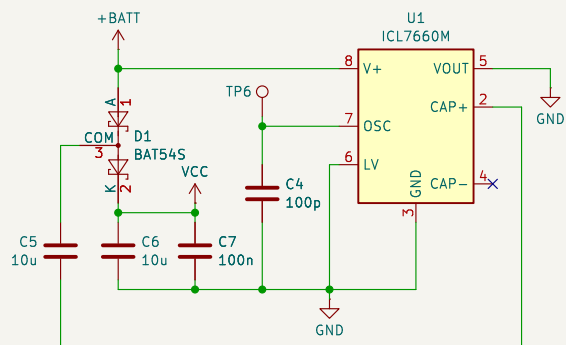 +BATT
U1
ICL7660M
8
V+
VOUT
5
TP6
CAP+
2
A
1
7
OSC
COM
D1
3
BAT54S
6
LV
VCC
K
2
GND
CAP-
4
GND
C4
100p
3
C5
10u
C6
10u
C7
100n
GND